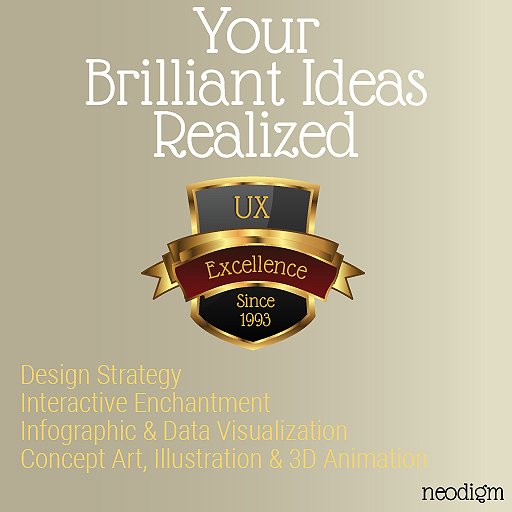 Your
Brilliant Ideas
Realized
UX
Excellence
Since
1993
Design Strategy
Interactive Enchantment
Infographic & Data Visualization
Concept Art, Illustration & 3D Animation
neodigm